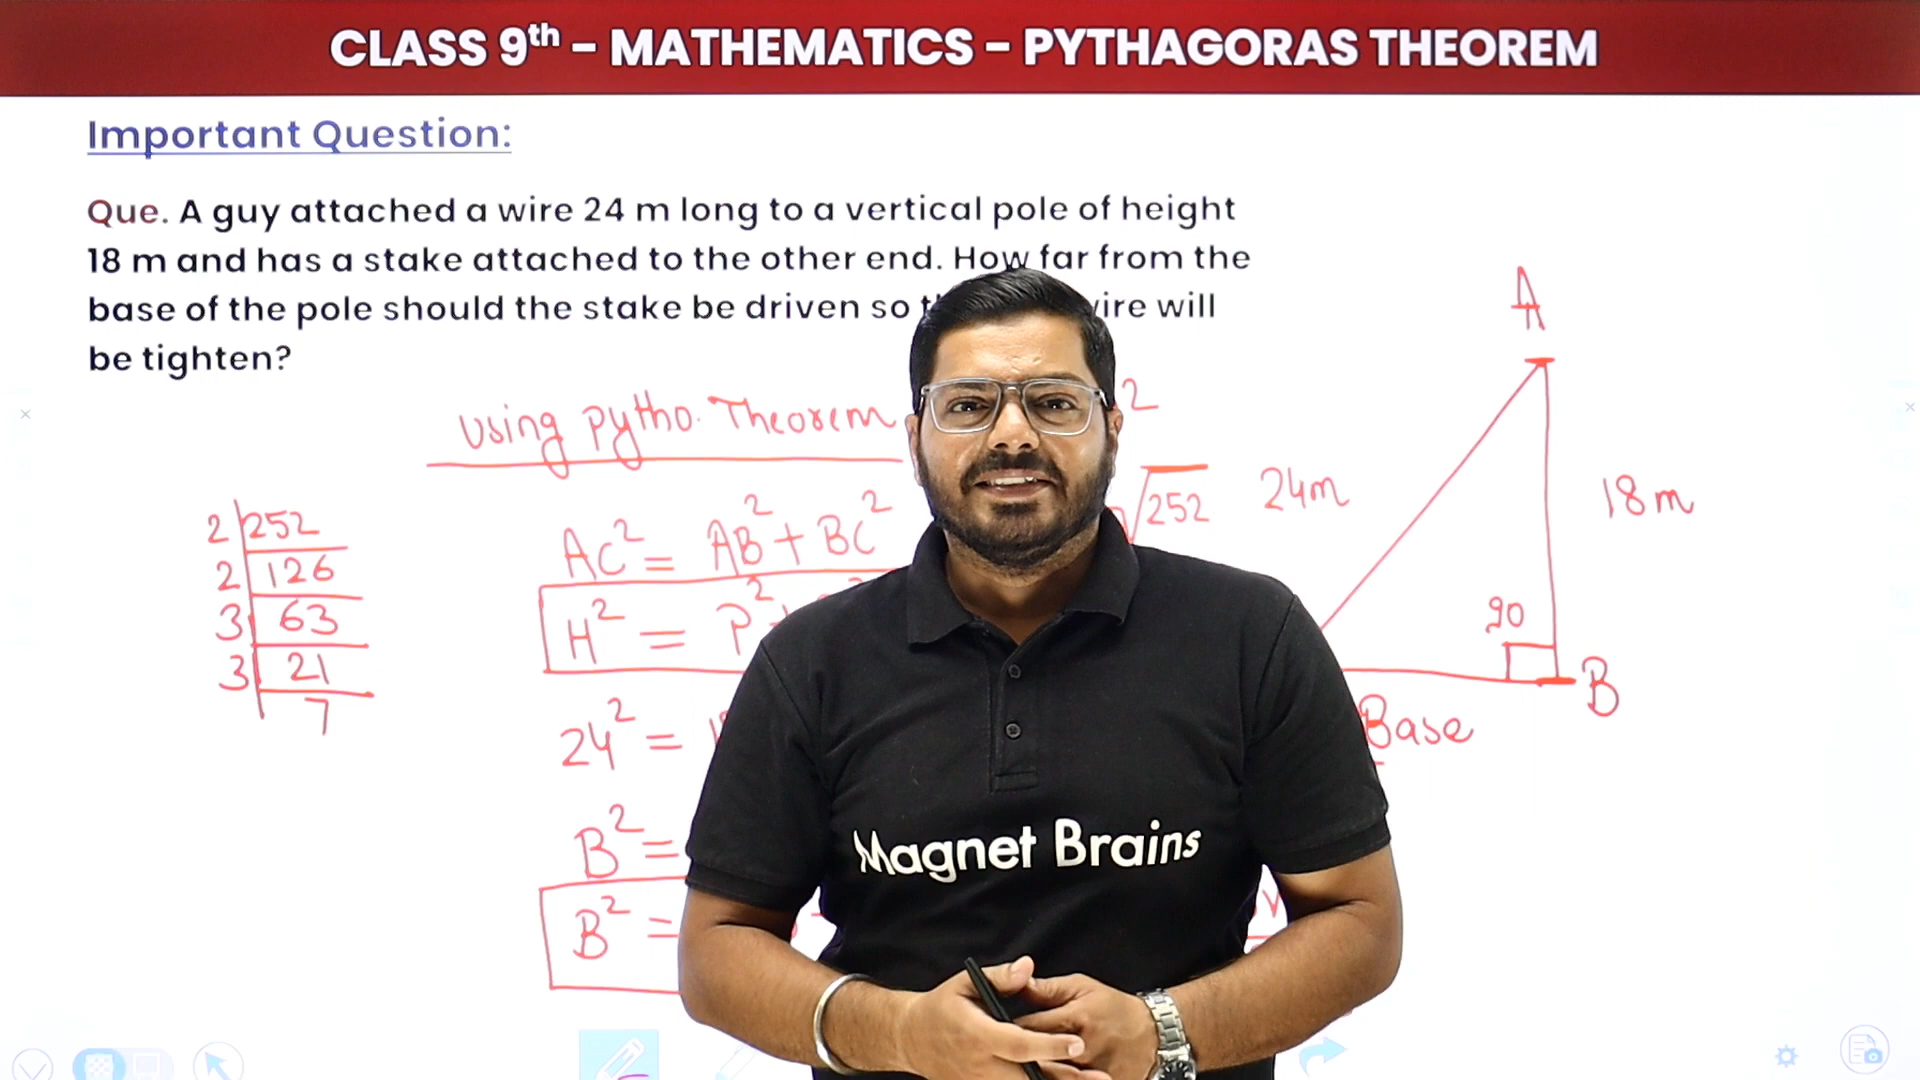 CLASS 9th – MATHEMATICS – PYTHAGORAS THEOREM
Important Question:
Que. A guy attached a wire 24 m long to a vertical pole of height
18 m and has a stake attached to the other end. How far from the
base of the pole should the stake be driven so will
be tighten?
A
using Pytho. Theorem
2
√252
24m
18m
2 252
2 126
3 63
3 21
7
AC² = AB² + BC²
H² = P²
90
B
Base
24² =
B² =
B² =
Magnet Brains